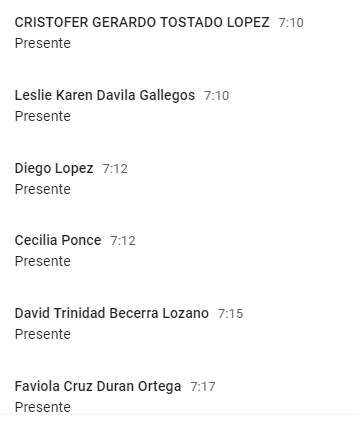 CRISTOFER GERARDO TOSTADO LOPEZ 7:10
Presente
Leslie Karen Davila Gallegos 7:10
Presente
Diego Lopez 7:12
Presente
Cecilia Ponce 7:12
Presente
David Trinidad Becerra Lozano 7:15
Presente
Faviola Cruz Duran Ortega 7:17
Presente